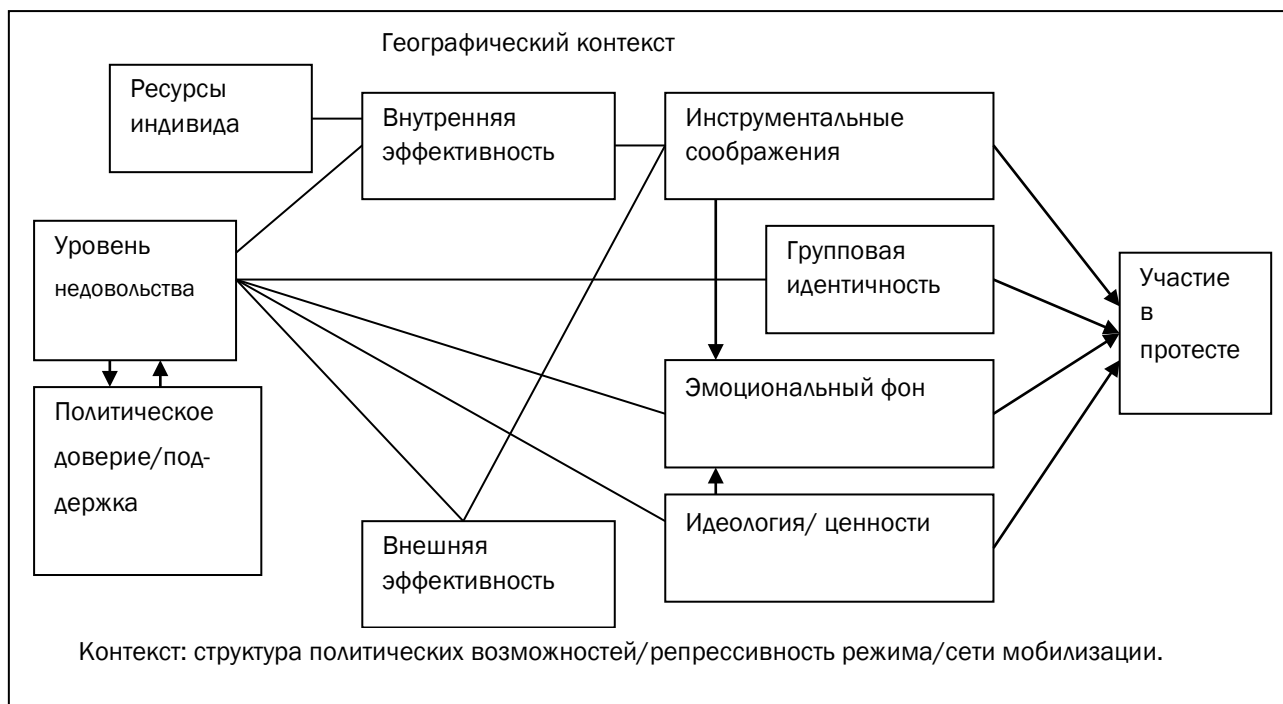 Географический контекст
Ресурсы
индивида
Внутренняя
эффективность
Инструментальные
соображения
Уровень
недовольства
Групповая
идентичность
Участие
в
протесте
Политическое
доверие/под-
держка
Эмоциональный фон
Внешняя
эффективность
Идеология/ ценности
Контекст: структура политических возможностей/репрессивность режима/сети мобилизации.